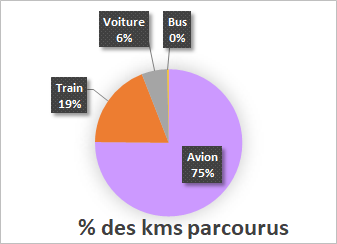 Voiture
6%
Bus
0%
Train
19%
Avion
75%
% des kms parcourus